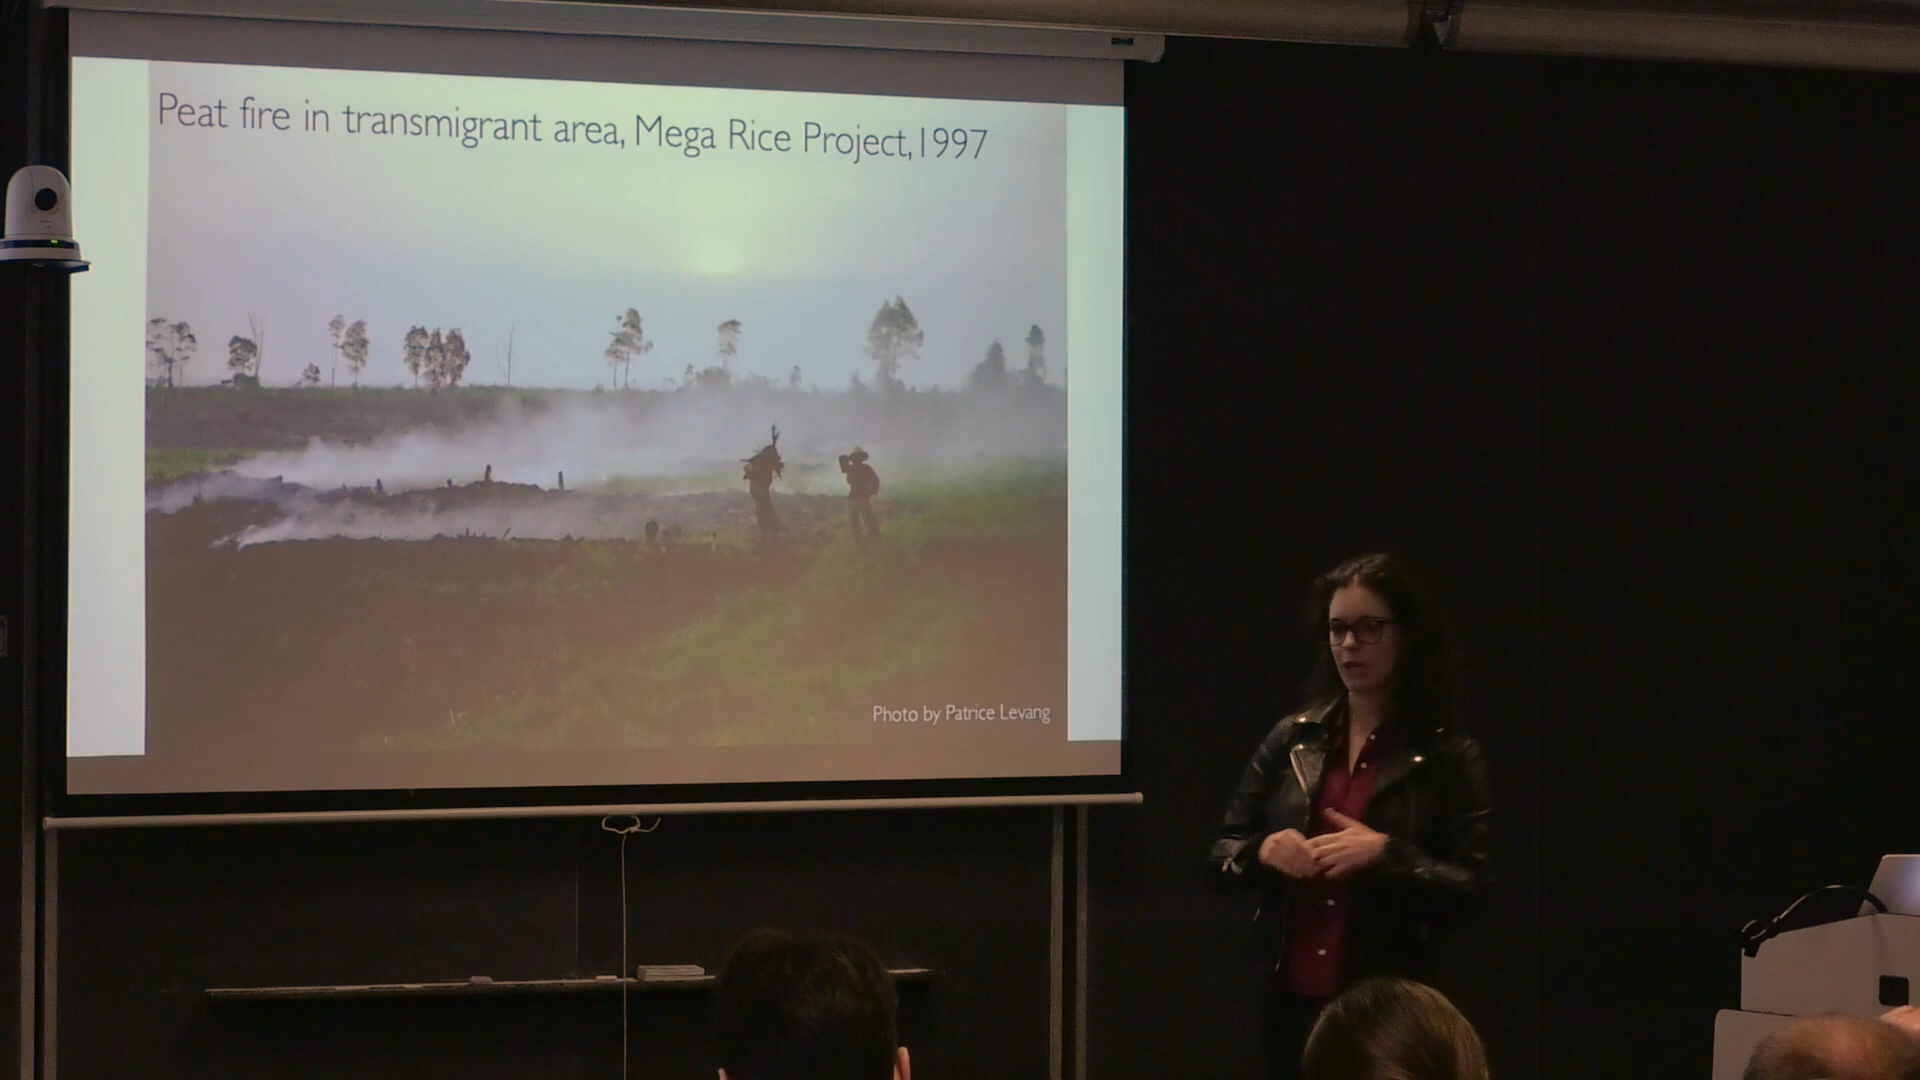 Peat fire in transmigrant area, Mega Rice Project,1997
Photo by Patrice Levang